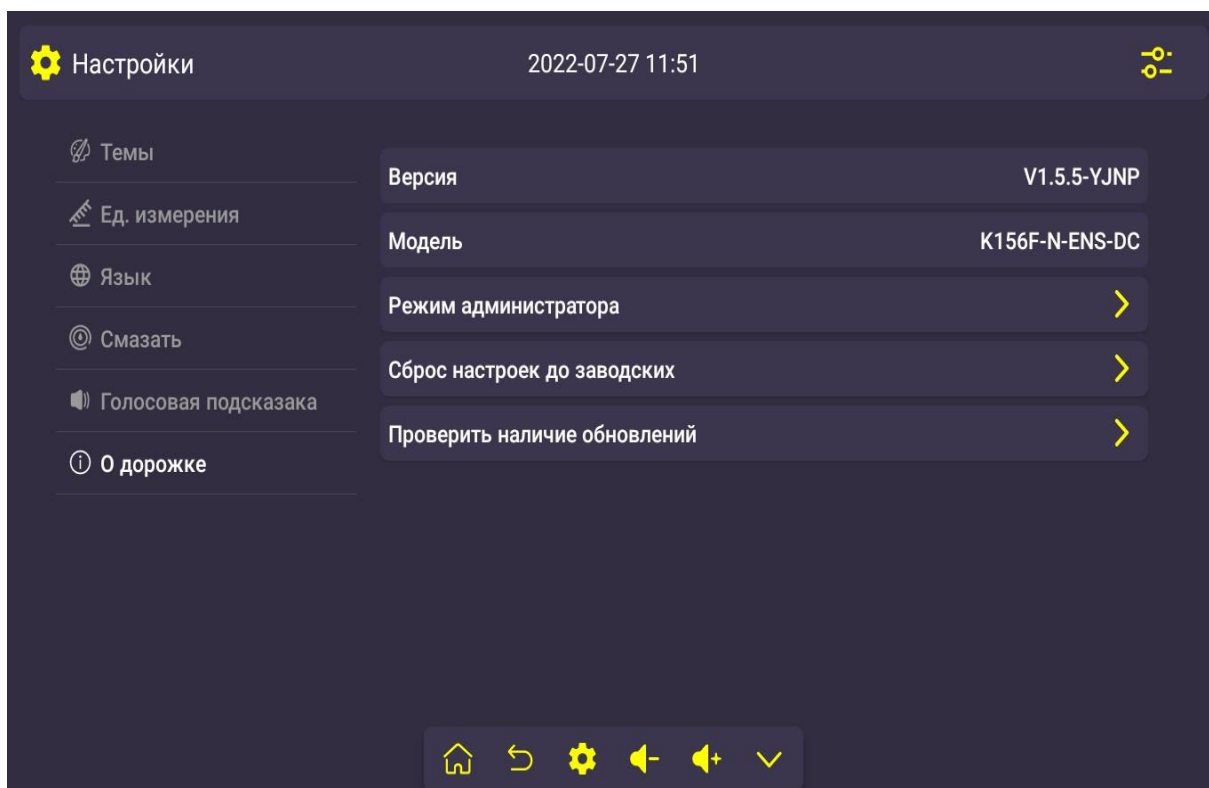 Настройки
2022-07-27 11:51
Темы
Ед. измерения
Язык
Смазать
Голосовая подсказака
О дорожке
Версия V1.5.5-YJNP
Модель K156F-N-ENS-DC
Режим администратора
Сброс настроек до заводских
Проверить наличие обновлений